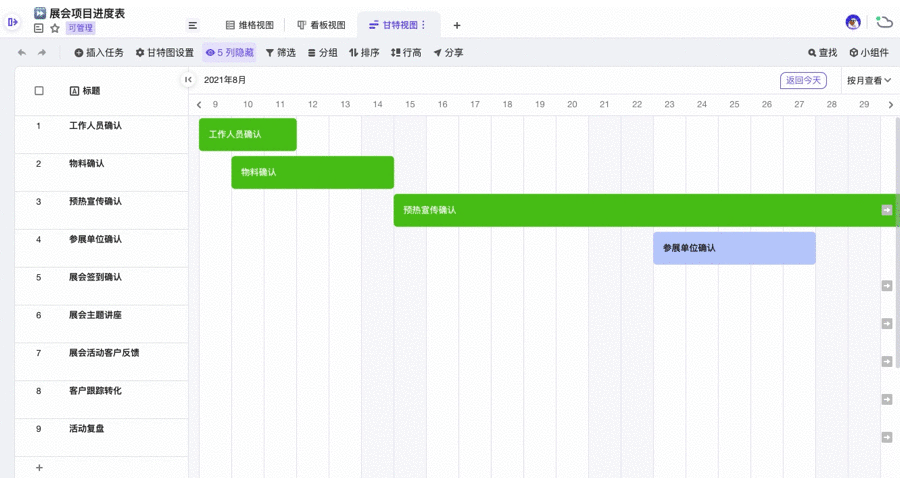 展会项目进度表
可管理
维格视图
看板视图
甘特视图
插入任务
甘特图设置
5 列隐藏
筛选
分组
排序
行高
分享
查找
小组件
标题
2021年8月
返回今天
按月查看
9 10 11 12 13 14 15 16 17 18 19 20 21 22 23 24 25 26 27 28 29
1 工作人员确认
工作人员确认
2 物料确认
物料确认
3 预热宣传确认
预热宣传确认
4 参展单位确认
参展单位确认
5 展会签到确认
6 展会主题讲座
7 展会活动客户反馈
8 客户跟踪转化
9 活动复盘